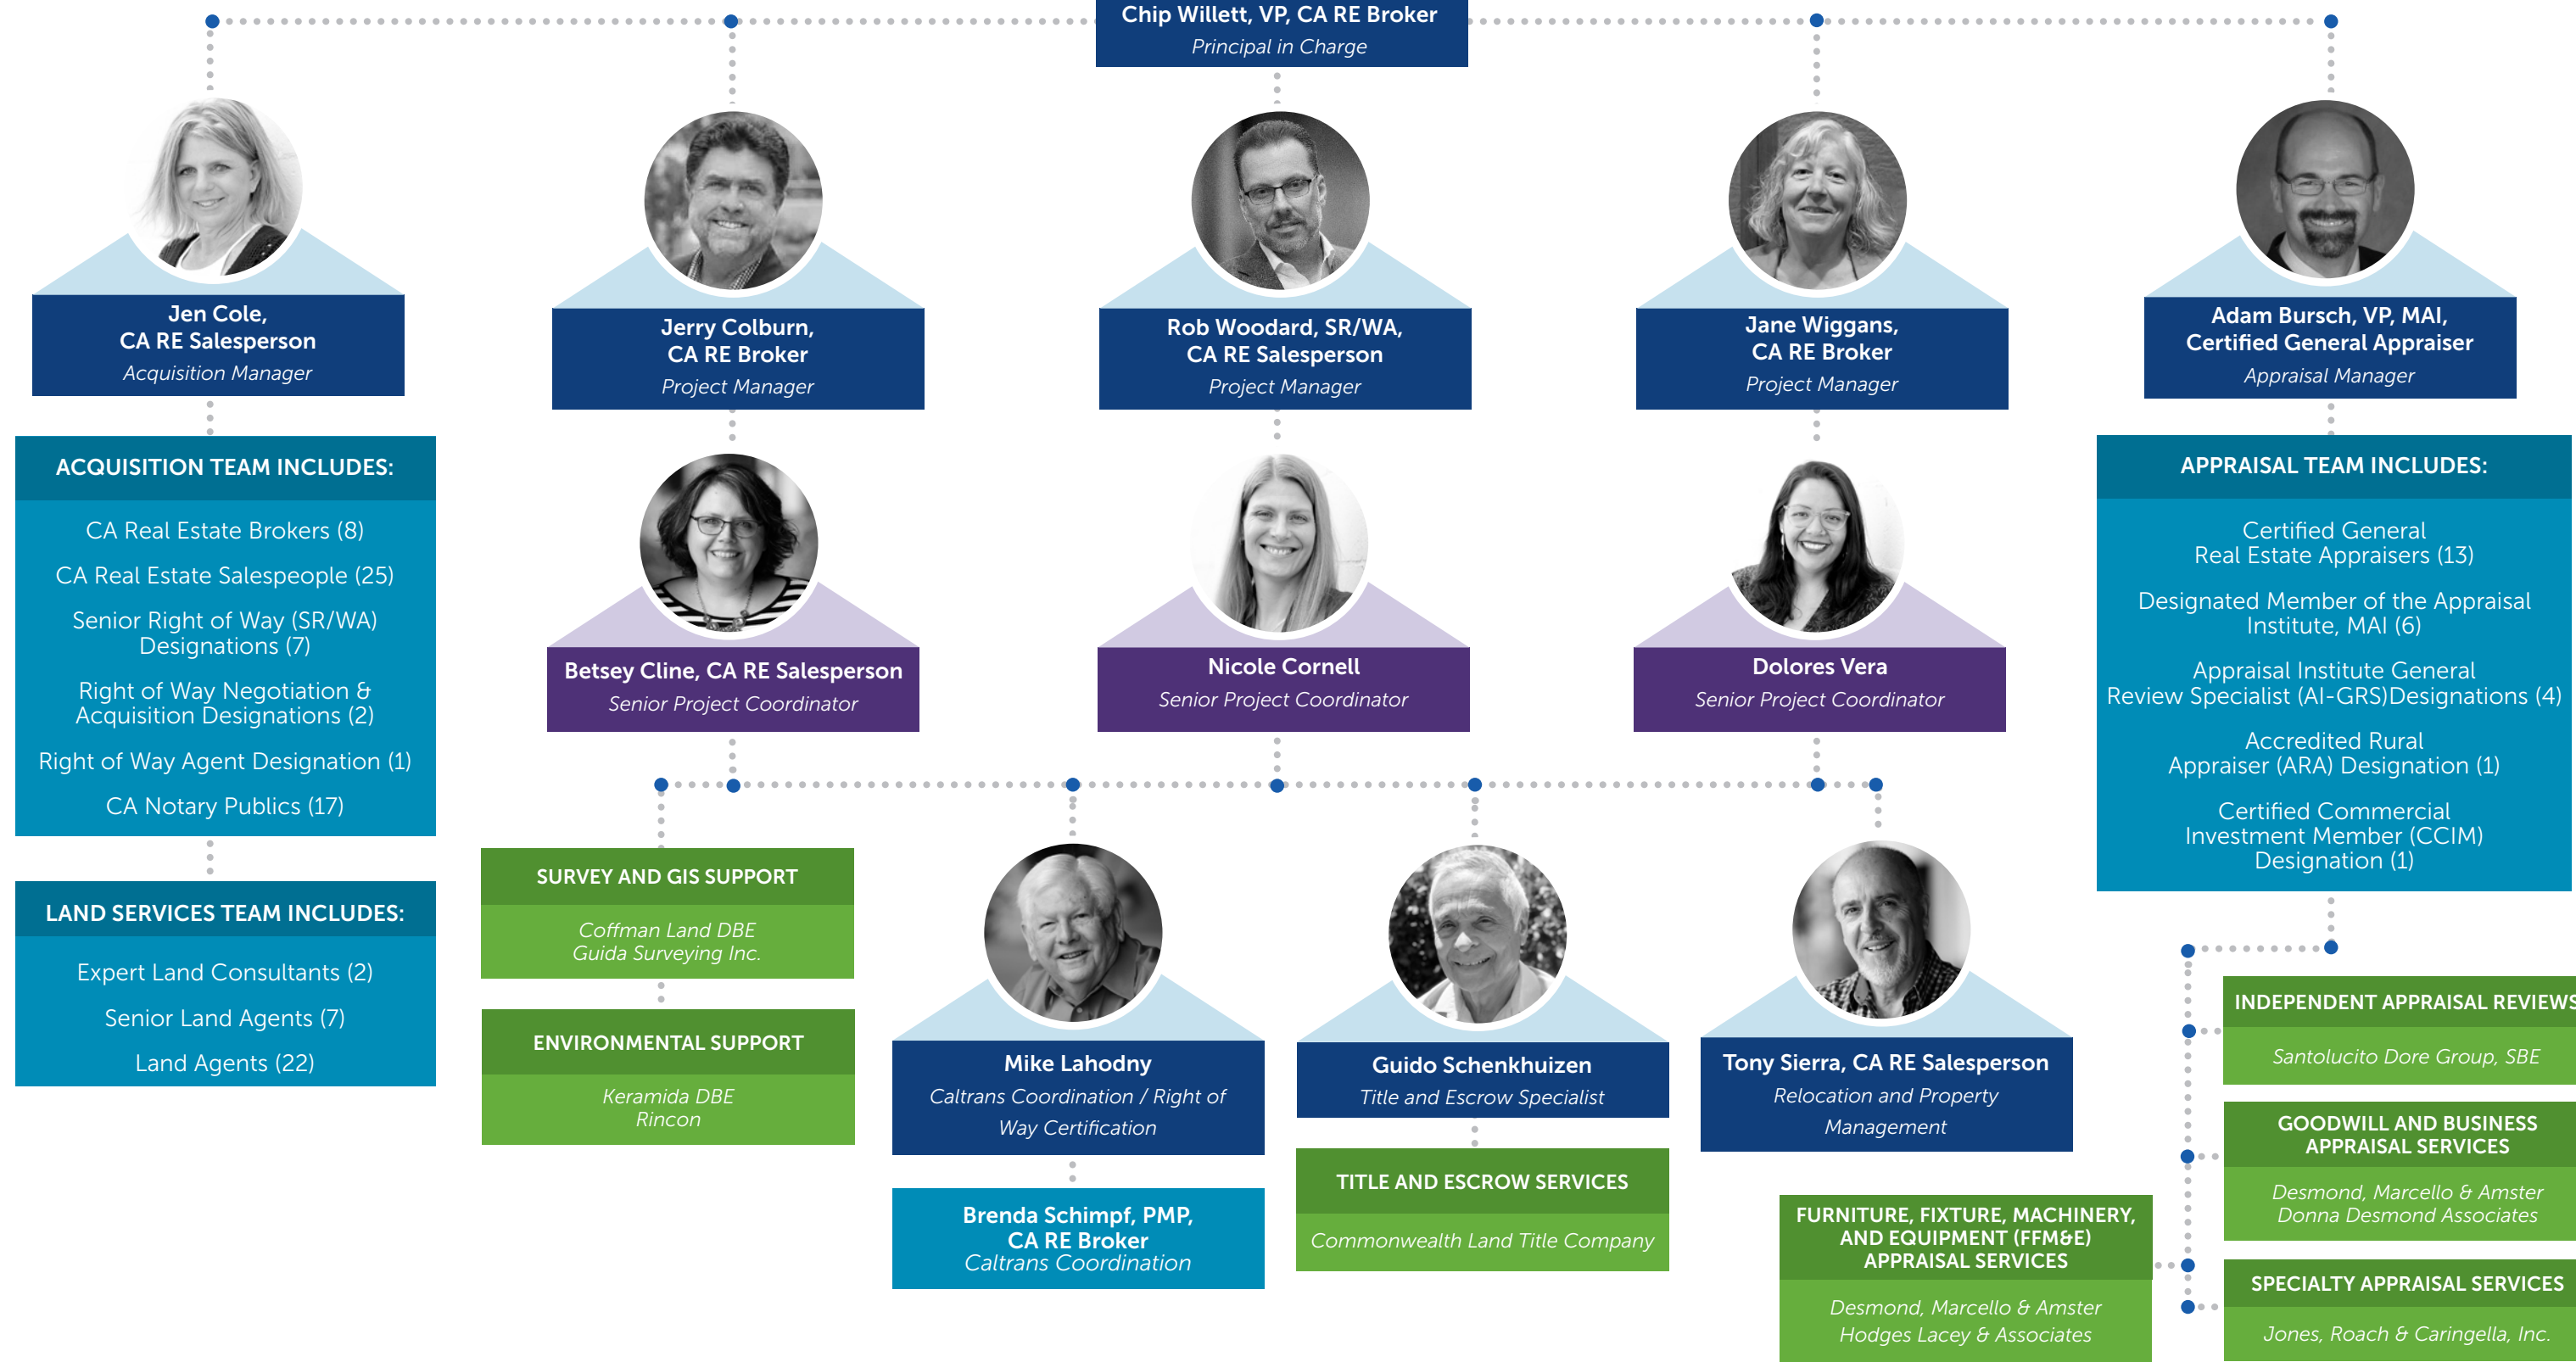 Chip Willett, VP, CA RE Broker
Principal in Charge
Jen Cole,
CA RE Salesperson
Acquisition Manager
Jerry Colburn,
CA RE Broker
Project Manager
Rob Woodard, SR/WA,
CA RE Salesperson
Project Manager
Jane Wiggans,
CA RE Broker
Project Manager
Adam Bursch, VP, MAI,
Certified General Appraiser
Appraisal Manager
ACQUISITION TEAM INCLUDES:
CA Real Estate Brokers (8)
CA Real Estate Salespeople (25)
Senior Right of Way (SR/WA)
Designations (7)
Right of Way Negotiation &
Acquisition Designations (2)
Right of Way Agent Designation (1)
CA Notary Publics (17)
LAND SERVICES TEAM INCLUDES:
Expert Land Consultants (2)
Senior Land Agents (7)
Land Agents (22)
Betsey Cline, CA RE Salesperson
Senior Project Coordinator
Nicole Cornell
Senior Project Coordinator
Dolores Vera
Senior Project Coordinator
APPRAISAL TEAM INCLUDES:
Certified General
Real Estate Appraisers (13)
Designated Member of the Appraisal
Institute, MAI (6)
Appraisal Institute General
Review Specialist (AI-GRS)Designations (4)
Accredited Rural
Appraiser (ARA) Designation (1)
Certified Commercial
Investment Member (CCIM)
Designation (1)
SURVEY AND GIS SUPPORT
Coffman Land DBE
Guida Surveying Inc.
ENVIRONMENTAL SUPPORT
Keramida DBE
Rincon
Mike Lahodny
Caltrans Coordination / Right of
Way Certification
Brenda Schimpf, PMP,
CA RE Broker
Caltrans Coordination
Guido Schenkhuizen
Title and Escrow Specialist
TITLE AND ESCROW SERVICES
Commonwealth Land Title Company
Tony Sierra, CA RE Salesperson
Relocation and Property
Management
FURNITURE, FIXTURE, MACHINERY,
AND EQUIPMENT (FFM&E)
APPRAISAL SERVICES
Desmond, Marcello & Amster
Hodges Lacey & Associates
INDEPENDENT APPRAISAL REVIEWS
Santolucito Dore Group, SBE
GOODWILL AND BUSINESS
APPRAISAL SERVICES
Desmond, Marcello & Amster
Donna Desmond Associates
SPECIALTY APPRAISAL SERVICES
Jones, Roach & Caringella, Inc.